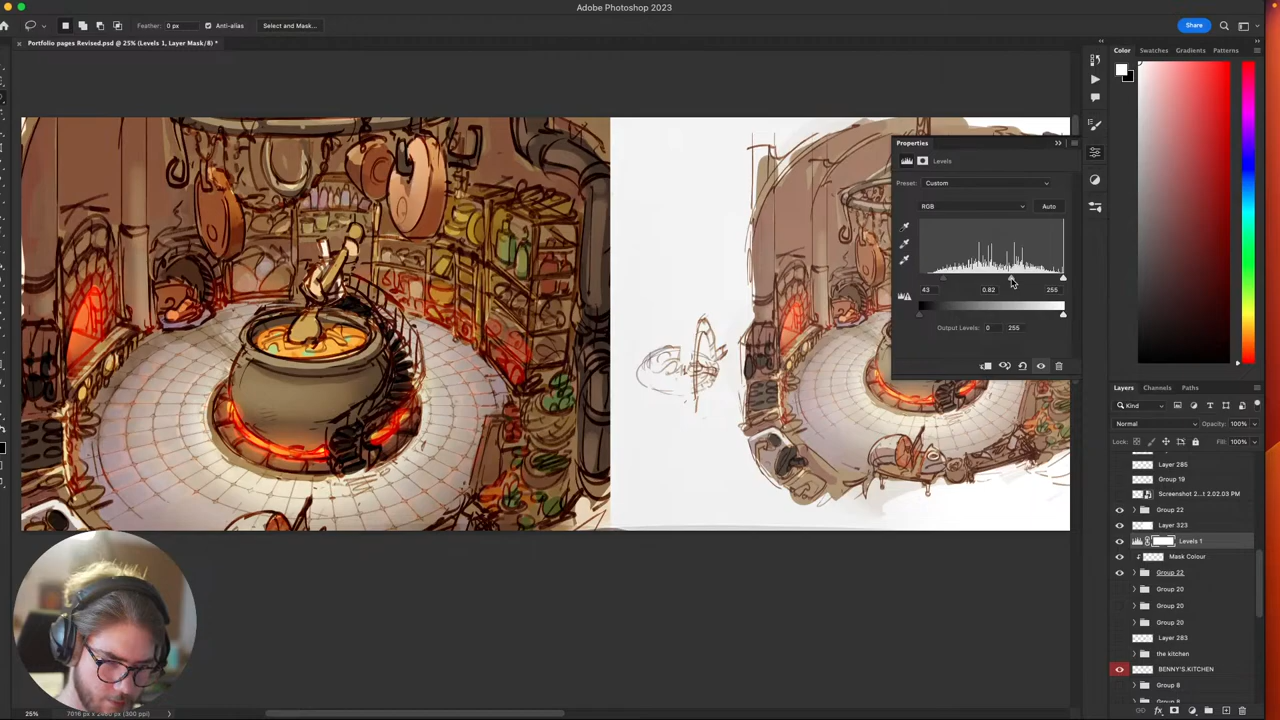 Adobe Photoshop 2023
Feather: 0 px
Anti-alias
Select and Mask...
Share
Portfolio pages Revised.psd @ 25% (Levels 1, Layer Mask/8) *
Color
Swatches
Gradients
Patterns
Properties
Levels
Preset:
Custom
RGB
Auto
43
0.82
255
Output Levels:
0
255
Layers
Channels
Paths
Kind
Normal
Opacity:
100%
Lock:
Fill:
100%
Layer 285
Group 19
Screenshot 2...t 2.02.03 PM
Group 22
Layer 323
Levels 1
Mask Colour
Group 22
Group 20
Group 20
Group 20
Layer 283
the kitchen
BENNY'S.KITCHEN
Group 8
25%